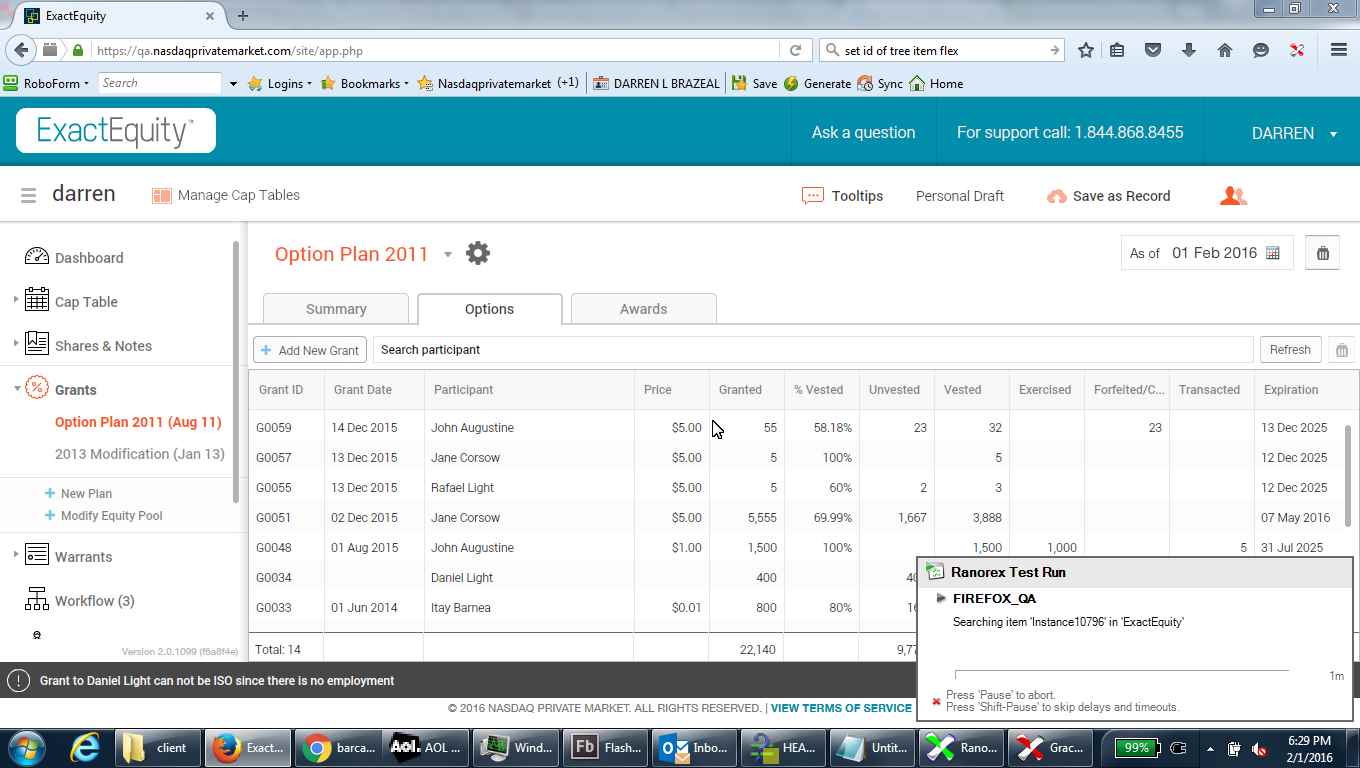 ExactEquity
https://qa.nasdaqprivatemarket.com/site/app.php
set id of tree item flex
RoboForm Search Logins Bookmarks Nasdaqprivatemarket (+1) DARREN L BRAZEAL Save Generate Sync Home
ExactEquity™ Ask a question For support call: 1.844.868.8455 DARREN
darren Manage Cap Tables Tooltips Personal Draft Save as Record
Dashboard
Cap Table
Shares & Notes
Grants
Option Plan 2011 (Aug 11)
2013 Modification (Jan 13)
+ New Plan
+ Modify Equity Pool
Warrants
Workflow (3)
Version 2.0.1099 (f6a8f4e)
Option Plan 2011 As of 01 Feb 2016
Summary Options Awards
+ Add New Grant Search participant Refresh
Grant ID Grant Date Participant Price Granted % Vested Unvested Vested Exercised Forfeited/C... Transacted Expiration
G0059 14 Dec 2015 John Augustine $5.00 55 58.18% 23 32 23 13 Dec 2025
G0057 13 Dec 2015 Jane Corsow $5.00 5 100% 5 12 Dec 2025
G0055 13 Dec 2015 Rafael Light $5.00 5 60% 2 3 12 Dec 2025
G0051 02 Dec 2015 Jane Corsow $5.00 5,555 69.99% 1,667 3,888 07 May 2016
G0048 01 Aug 2015 John Augustine $1.00 1,500 100% 1,500 1,000 5 31 Jul 2025
G0034 Daniel Light 400 40
G0033 01 Jun 2014 Itay Barnea $0.01 800 80% 16
Total: 14 22,140 9,77
Ranorex Test Run
FIREFOX_QA
Searching item 'Instance10796' in 'ExactEquity'
1m
Press 'Pause' to abort.
Press 'Shift-Pause' to skip delays and timeouts.
Grant to Daniel Light can not be ISO since there is no employment
© 2016 NASDAQ PRIVATE MARKET. ALL RIGHTS RESERVED. | VIEW TERMS OF SERVICE
client Exact... barca... Aol. AOL ... Wind... Fb Flash... Inbo... HEA... Untit... Rano... Grac... 99% 6:29 PM
2/1/2016